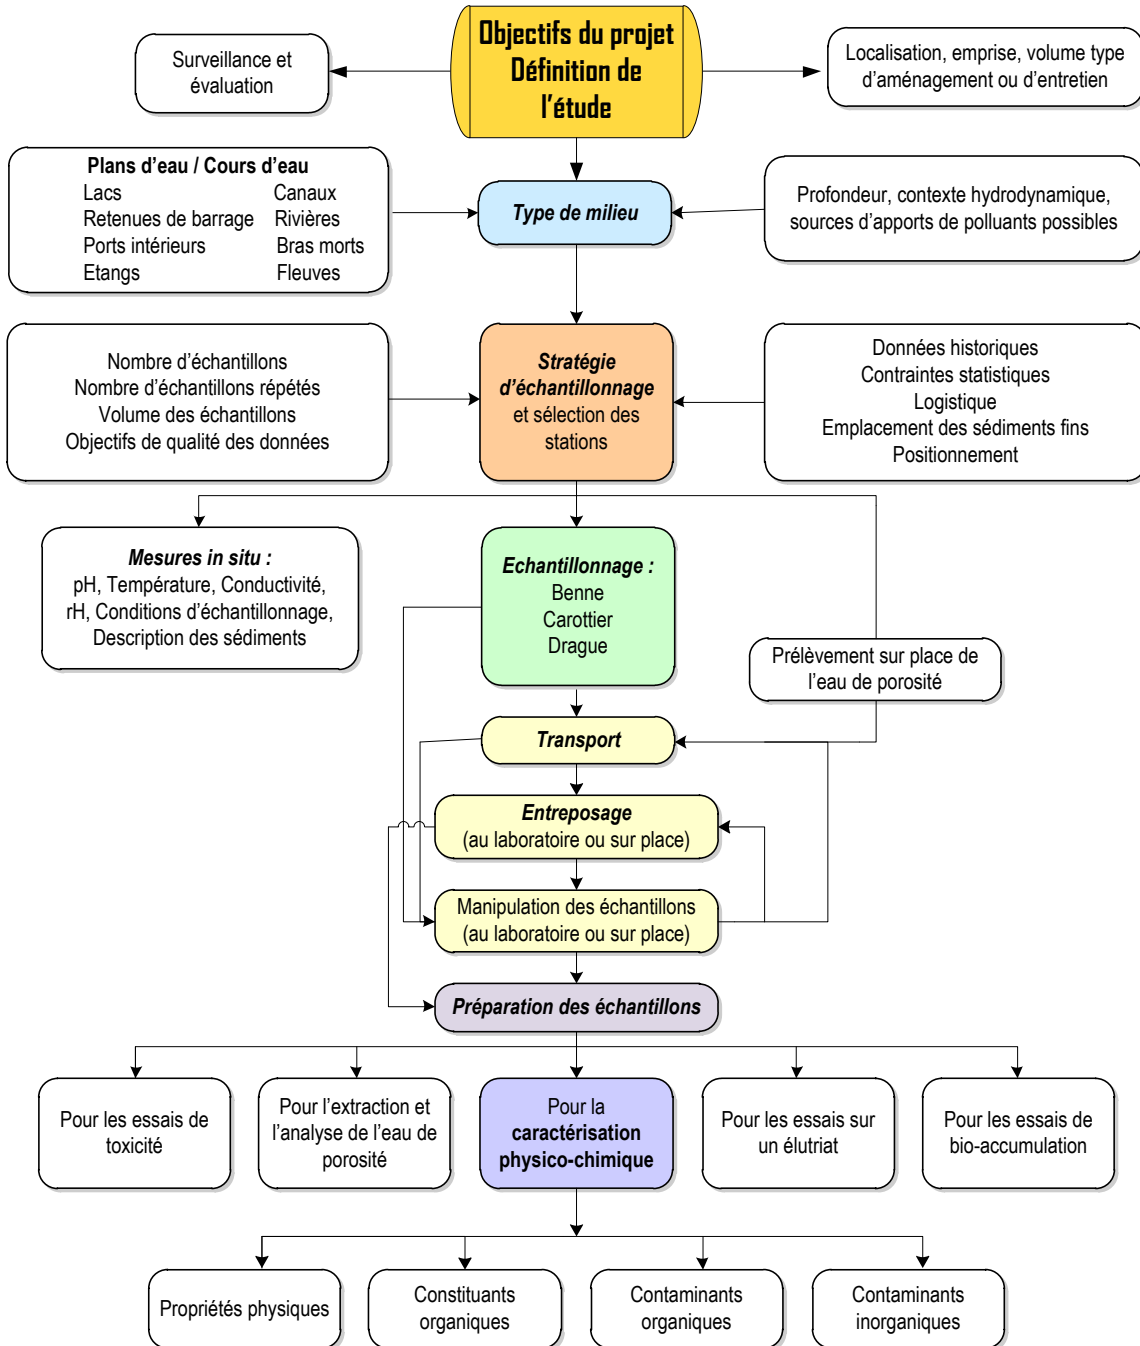 Objectifs du projet
Définition de
l'étude
Surveillance et
évaluation
Localisation, emprise, volume type
d'aménagement ou d'entretien
Plans d'eau / Cours d'eau
Lacs Canaux
Retenues de barrage Rivières
Ports intérieurs Bras morts
Etangs Fleuves
Type de milieu
Profondeur, contexte hydrodynamique,
sources d'apports de polluants possibles
Nombre d'échantillons
Nombre d'échantillons répétés
Volume des échantillons
Objectifs de qualité des données
Stratégie
d'échantillonnage
et sélection des
stations
Données historiques
Contraintes statistiques
Logistique
Emplacement des sédiments fins
Positionnement
Mesures in situ :
pH, Température, Conductivité,
rH, Conditions d'échantillonnage,
Description des sédiments
Echantillonnage :
Benne
Carottier
Drague
Prélèvement sur place de
l'eau de porosité
Transport
Entreposage
(au laboratoire ou sur place)
Manipulation des échantillons
(au laboratoire ou sur place)
Préparation des échantillons
Pour les essais de
toxicité
Pour l'extraction et
l'analyse de l'eau de
porosité
Pour la
caractérisation
physico-chimique
Pour les essais sur
un élutriat
Pour les essais de
bio-accumulation
Propriétés physiques
Constituants
organiques
Contaminants
organiques
Contaminants
inorganiques